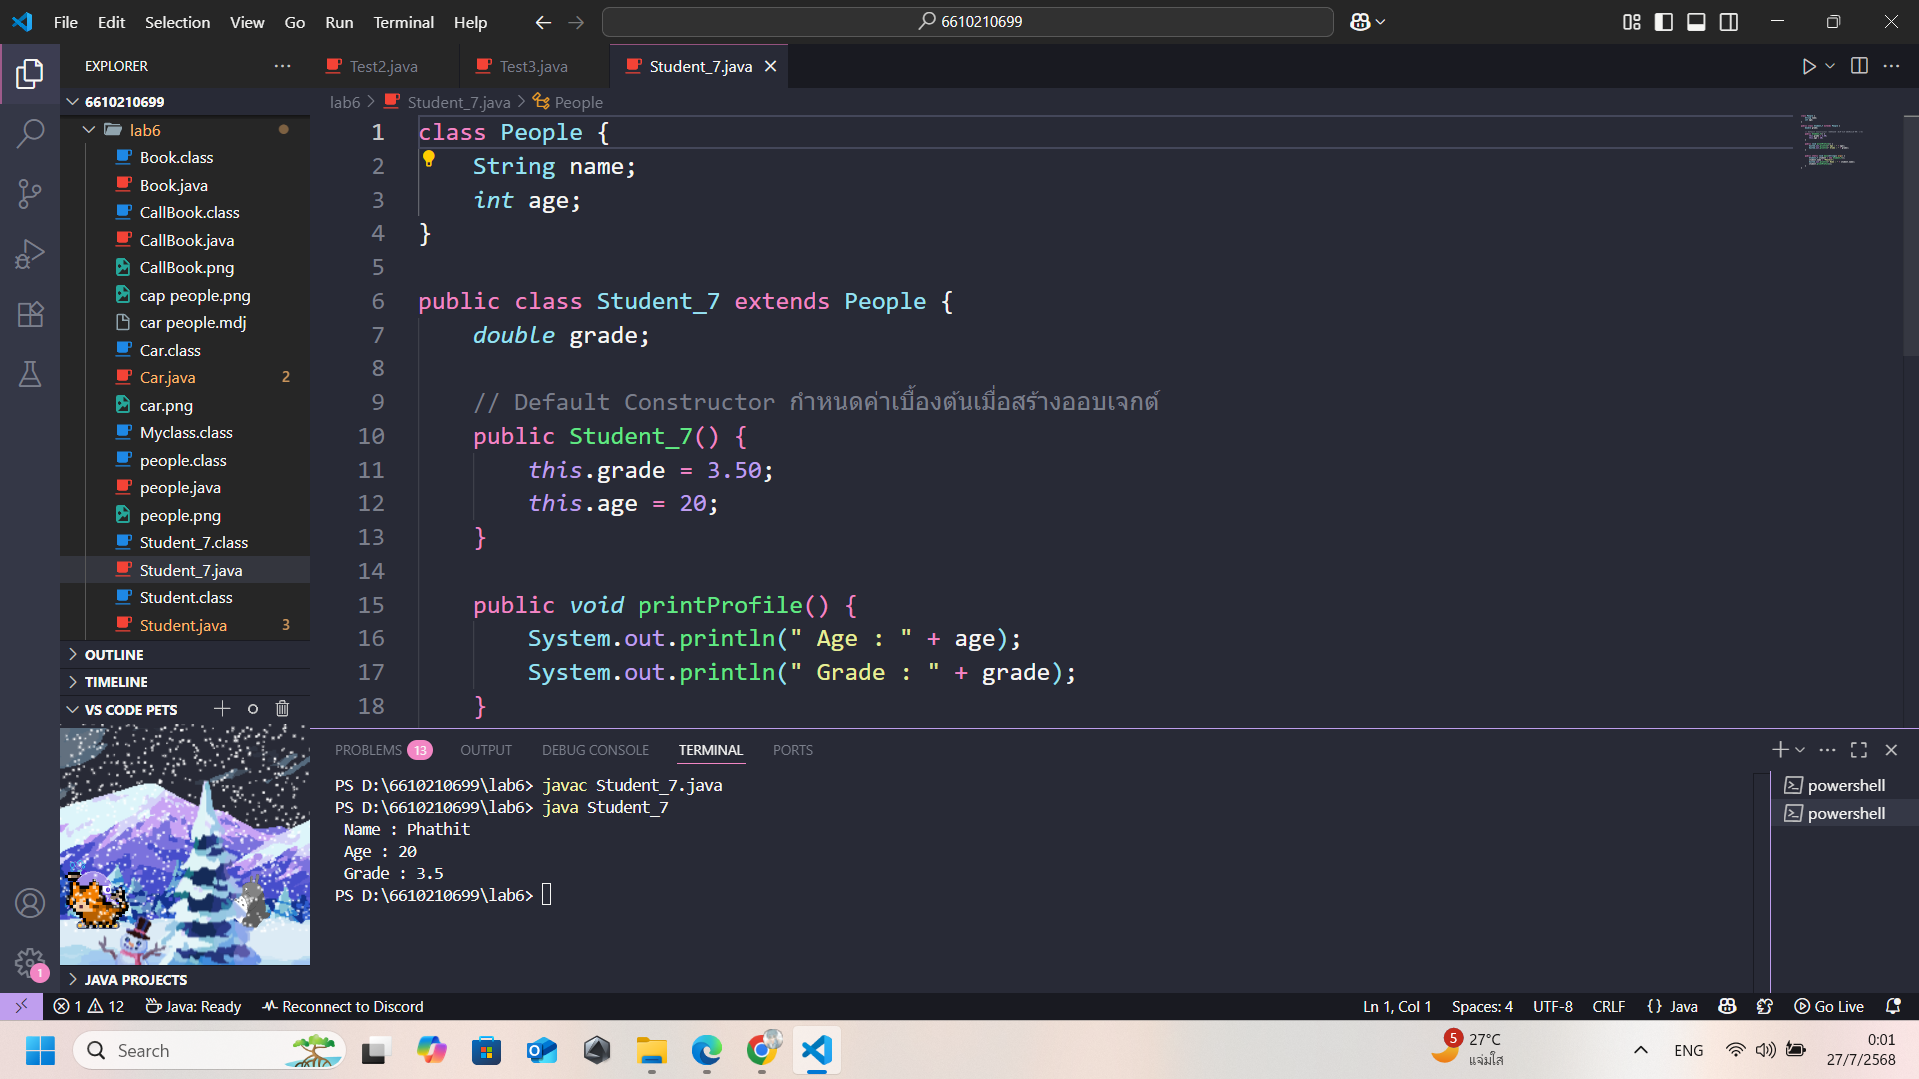 File Edit Selection View Go Run Terminal Help
6610210699
EXPLORER
Test2.java
Test3.java
Student_7.java
6610210699
lab6 > Student_7.java > People
lab6
Book.class
Book.java
CallBook.class
CallBook.java
CallBook.png
cap people.png
car people.mdj
Car.class
Car.java 2
car.png
Myclass.class
people.class
people.java
people.png
Student_7.class
Student_7.java
Student.class
Student.java 3
OUTLINE
TIMELINE
VS CODE PETS
JAVA PROJECTS
1 class People {
2 String name;
3 int age;
4 }
5
6 public class Student_7 extends People {
7 double grade;
8
9 // Default Constructor กำหนดค่าเบื้องต้นเมื่อสร้างออบเจกต์
10 public Student_7() {
11 this.grade = 3.50;
12 this.age = 20;
13 }
14
15 public void printProfile() {
16 System.out.println(" Age : " + age);
17 System.out.println(" Grade : " + grade);
18 }
PROBLEMS 13 OUTPUT DEBUG CONSOLE TERMINAL PORTS
PS D:\6610210699\lab6> javac Student_7.java
PS D:\6610210699\lab6> java Student_7
Name : Phathit
Age : 20
Grade : 3.5
PS D:\6610210699\lab6>
powershell
powershell
1
1 12 Java: Ready Reconnect to Discord
Ln 1, Col 1 Spaces: 4 UTF-8 CRLF {} Java Go Live
Search
5
27°C
แจ่มใส
ENG
0:01
27/7/2568